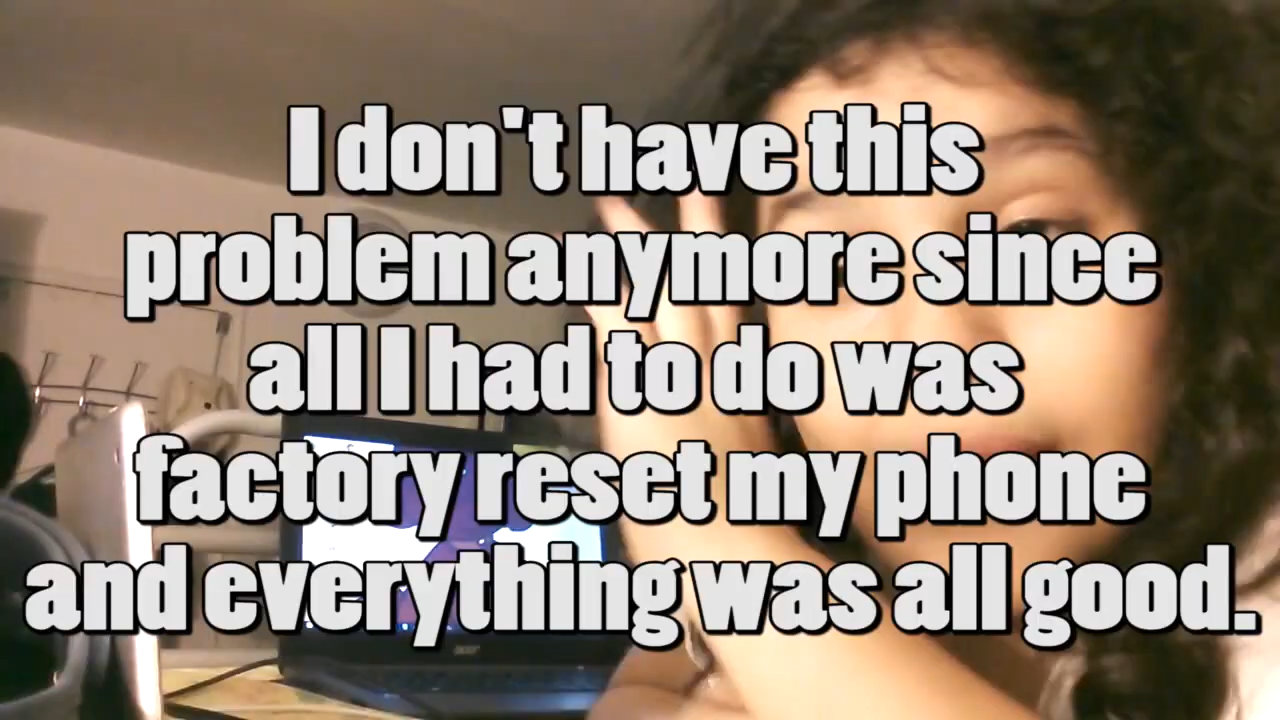 I don't have this
problem anymore since
all I had to do was
factory reset my phone
and everything was all good.
acer